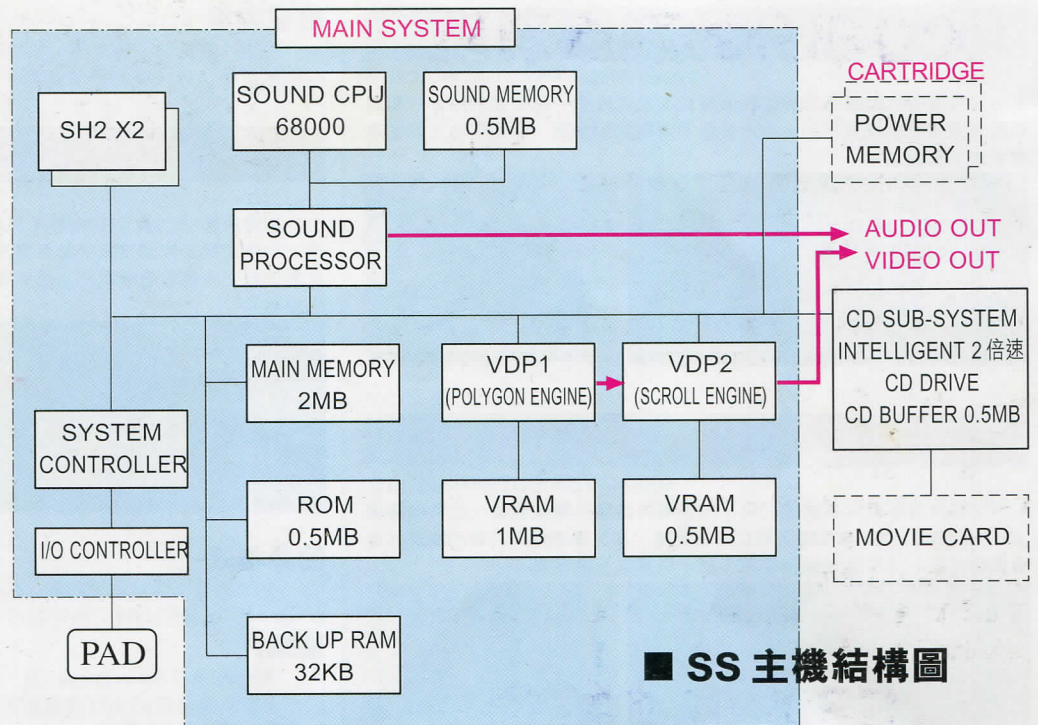 MAIN SYSTEM
SH2 X2
SOUND CPU
68000
SOUND MEMORY
0.5MB
CARTRIDGE
POWER
MEMORY
SOUND
PROCESSOR
AUDIO OUT
VIDEO OUT
MAIN MEMORY
2MB
VDP1
(POLYGON ENGINE)
VDP2
(SCROLL ENGINE)
CD SUB-SYSTEM
INTELLIGENT 2倍速
CD DRIVE
CD BUFFER 0.5MB
SYSTEM
CONTROLLER
ROM
0.5MB
VRAM
1MB
VRAM
0.5MB
MOVIE CARD
I/O CONTROLLER
PAD
BACK UP RAM
32KB
■ SS 主機結構圖